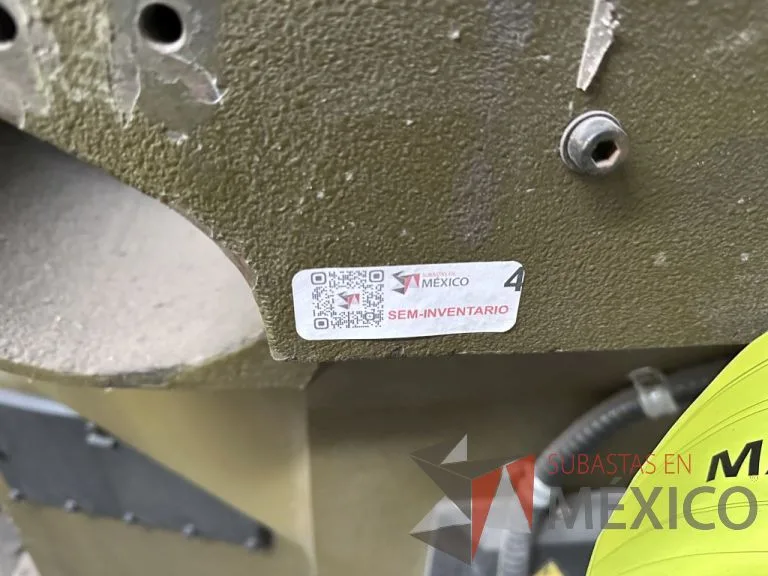 SUBASTAS EN
MÉXICO
4
SEM-INVENTARIO
SUBASTAS EN
MÉXICO